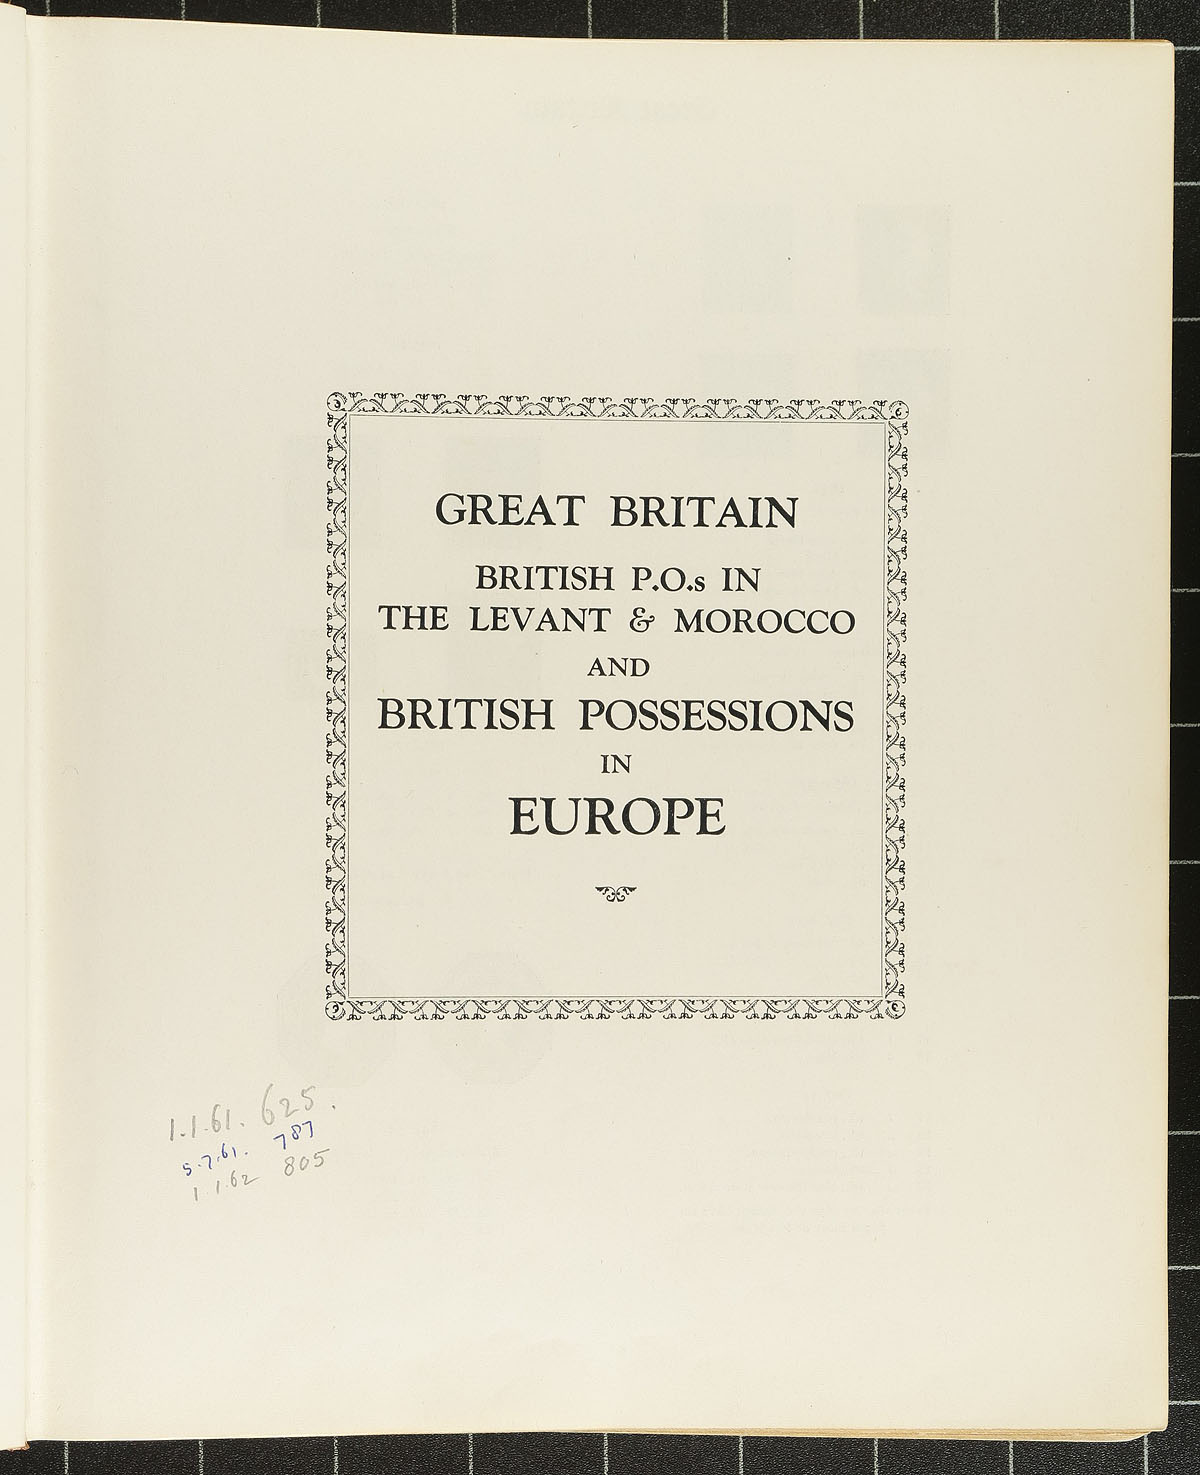 GREAT BRITAIN
BRITISH P.O.s IN
THE LEVANT & MOROCCO
AND
BRITISH POSSESSIONS
IN
EUROPE
1.1.61. 625.
5.7.61. 787
1.1.62 805